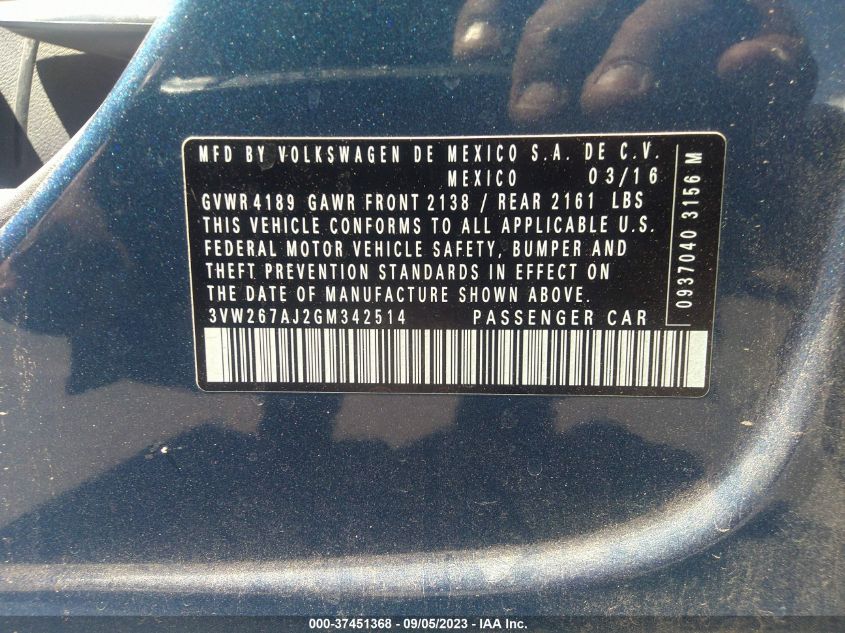 MFD BY VOLKSWAGEN DE MEXICO S.A. DE C.V.
MEXICO 03/16
GVWR 4189 GAWR FRONT 2138 / REAR 2161 LBS
THIS VEHICLE CONFORMS TO ALL APPLICABLE U.S.
FEDERAL MOTOR VEHICLE SAFETY, BUMPER AND
THEFT PREVENTION STANDARDS IN EFFECT ON
THE DATE OF MANUFACTURE SHOWN ABOVE.
3VW267AJ2GM342514 PASSENGER CAR
0937040 3156 M
000-37451368 - 09/05/2023 - IAA Inc.